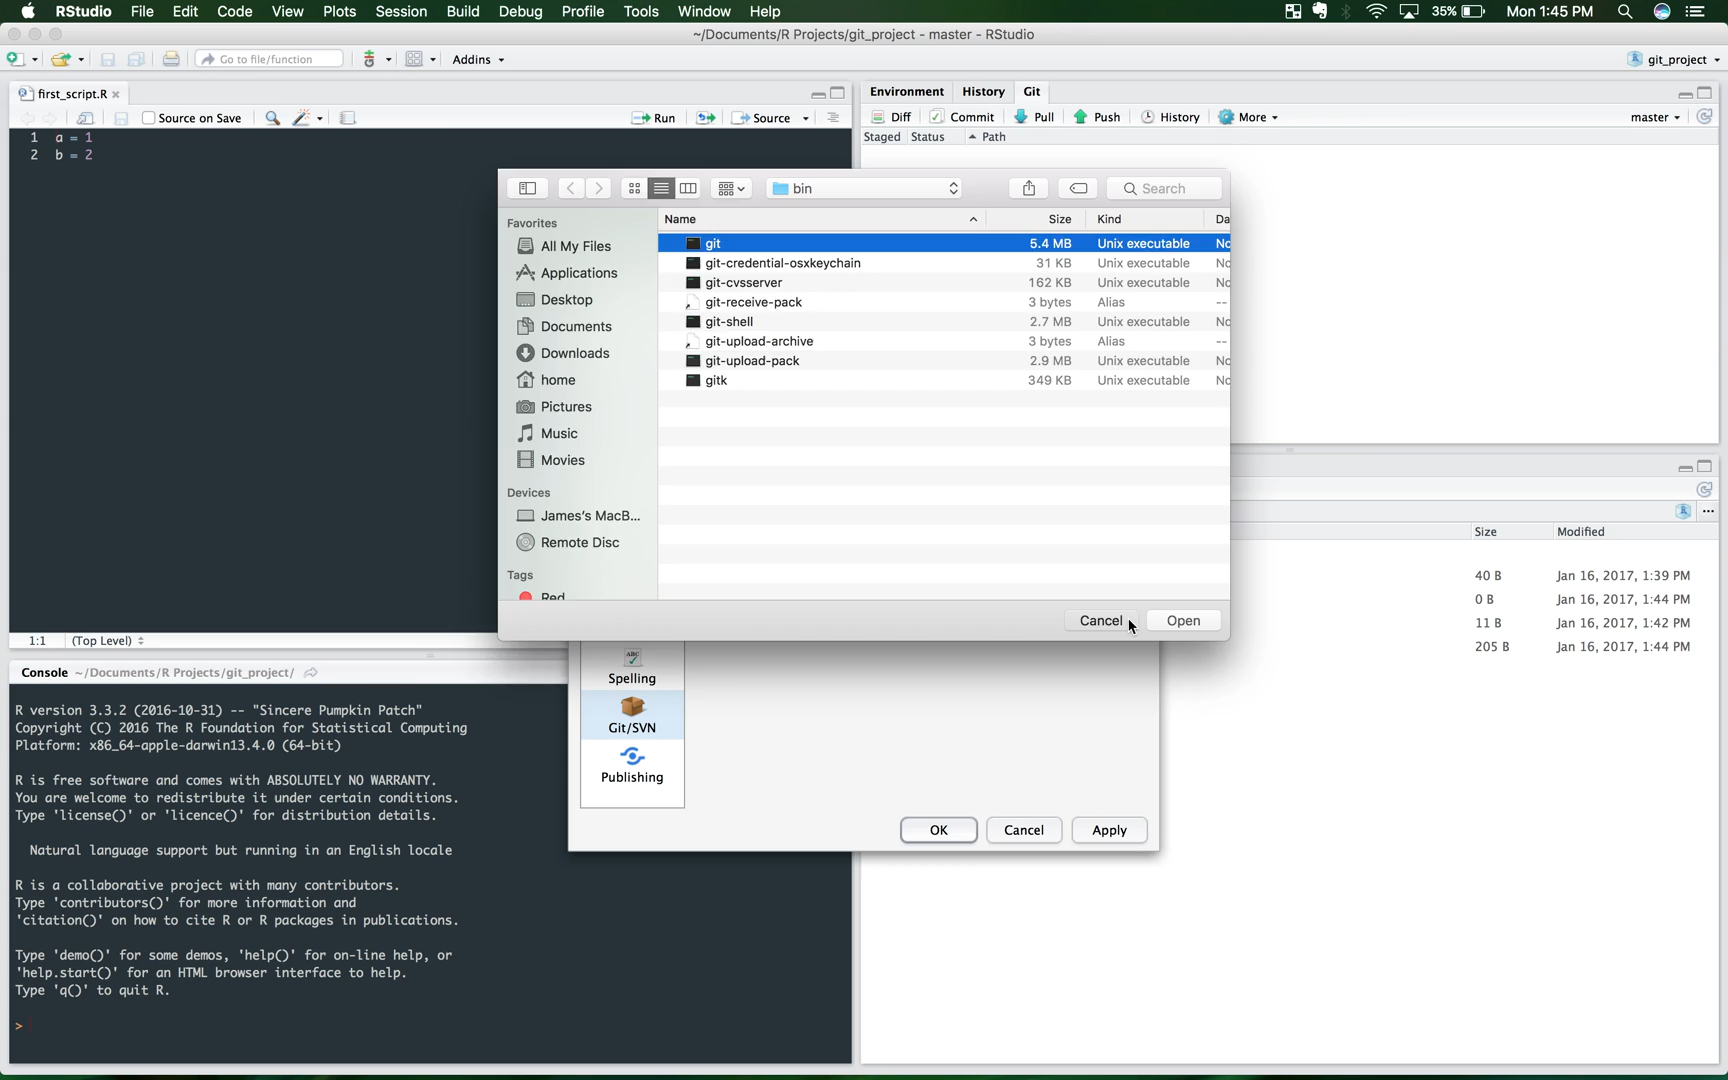 RStudio File Edit Code View Plots Session Build Debug Profile Tools Window Help 35% Mon 1:45 PM
~/Documents/R Projects/git_project - master - RStudio
Go to file/function Addins git_project
first_script.R
Source on Save Run Source
1 a = 1
2 b = 2
1:1 (Top Level)
Environment History Git
Diff Commit Pull Push History More master
Staged Status Path
bin Search
Favorites
All My Files
Applications
Desktop
Documents
Downloads
home
Pictures
Music
Movies
Devices
James's MacB...
Remote Disc
Tags
Red
Name Size Kind Da
git 5.4 MB Unix executable No
git-credential-osxkeychain 31 KB Unix executable No
git-cvsserver 162 KB Unix executable No
git-receive-pack 3 bytes Alias --
git-shell 2.7 MB Unix executable No
git-upload-archive 3 bytes Alias --
git-upload-pack 2.9 MB Unix executable No
gitk 349 KB Unix executable No
Cancel Open
ABC
Spelling
Git/SVN
Publishing
OK Cancel Apply
Size Modified
40 B Jan 16, 2017, 1:39 PM
0 B Jan 16, 2017, 1:44 PM
11 B Jan 16, 2017, 1:42 PM
205 B Jan 16, 2017, 1:44 PM
Console ~/Documents/R Projects/git_project/
R version 3.3.2 (2016-10-31) -- "Sincere Pumpkin Patch"
Copyright (C) 2016 The R Foundation for Statistical Computing
Platform: x86_64-apple-darwin13.4.0 (64-bit)
R is free software and comes with ABSOLUTELY NO WARRANTY.
You are welcome to redistribute it under certain conditions.
Type 'license()' or 'licence()' for distribution details.
Natural language support but running in an English locale
R is a collaborative project with many contributors.
Type 'contributors()' for more information and
'citation()' on how to cite R or R packages in publications.
Type 'demo()' for some demos, 'help()' for on-line help, or
'help.start()' for an HTML browser interface to help.
Type 'q()' to quit R.
>